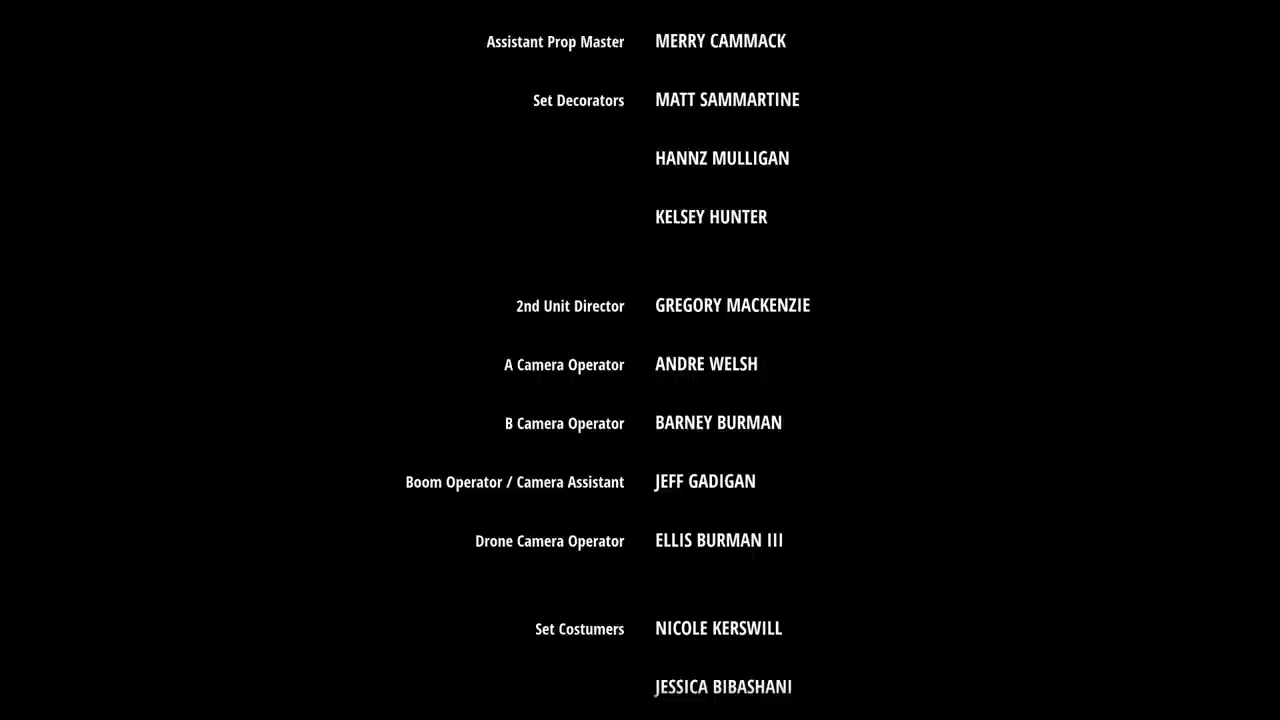 Assistant Prop Master MERRY CAMMACK
Set Decorators MATT SAMMARTINE
HANNZ MULLIGAN
KELSEY HUNTER
2nd Unit Director GREGORY MACKENZIE
A Camera Operator ANDRE WELSH
B Camera Operator BARNEY BURMAN
Boom Operator / Camera Assistant JEFF GADIGAN
Drone Camera Operator ELLIS BURMAN III
Set Costumers NICOLE KERSWILL
JESSICA BIBASHANI